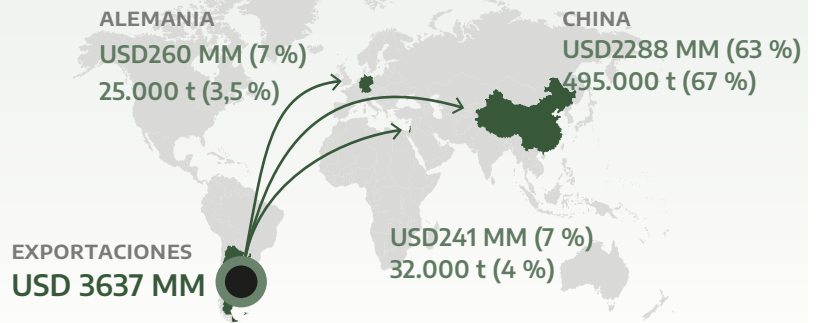 ALEMANIA
USD260 MM (7 %)
25.000 t (3,5 %)
CHINA
USD2288 MM (63 %)
495.000 t (67 %)
USD241 MM (7 %)
32.000 t (4 %)
EXPORTACIONES
USD 3637 MM